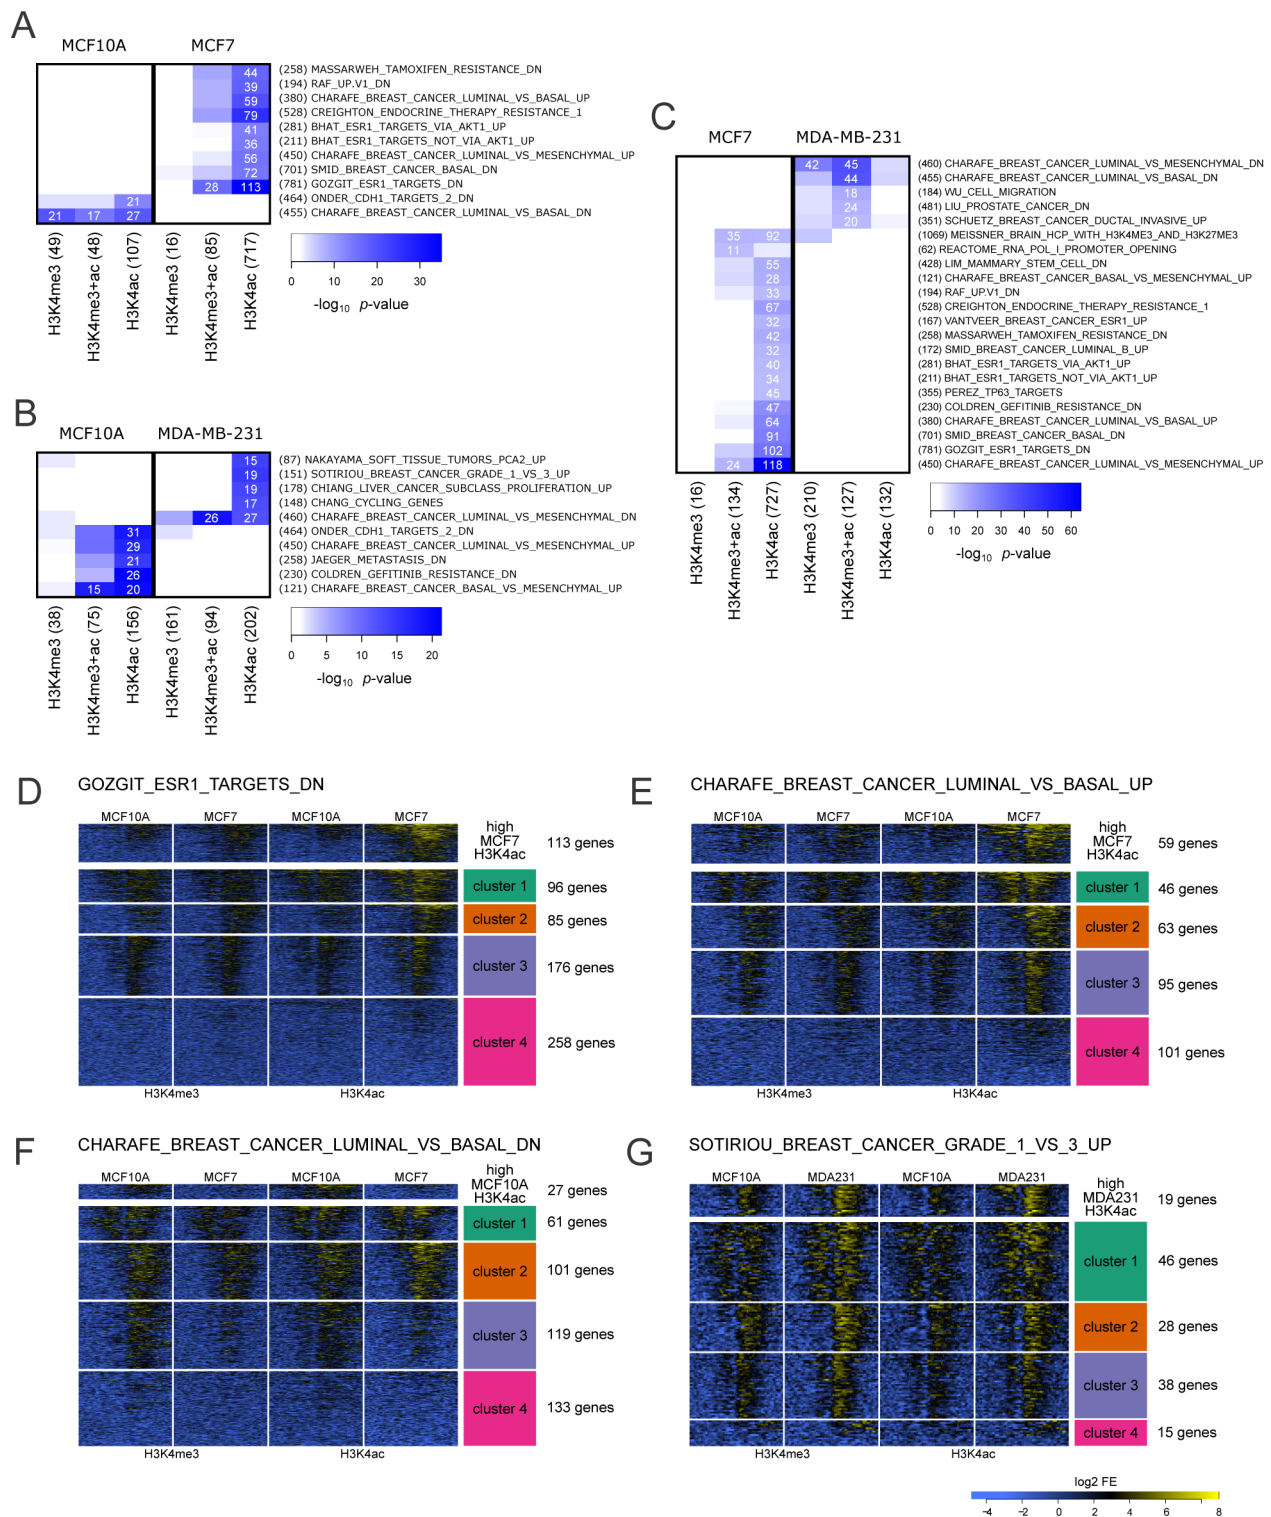 A
MCF10A MCF7
44 (258) MASSARWEH_TAMOXIFEN_RESISTANCE_DN
39 (194) RAF_UP.V1_DN
59 (380) CHARAFE_BREAST_CANCER_LUMINAL_VS_BASAL_UP
79 (528) CREIGHTON_ENDOCRINE_THERAPY_RESISTANCE_1
41 (281) BHAT_ESR1_TARGETS_VIA_AKT1_UP
36 (211) BHAT_ESR1_TARGETS_NOT_VIA_AKT1_UP
56 (450) CHARAFE_BREAST_CANCER_LUMINAL_VS_MESENCHYMAL_UP
72 (701) SMID_BREAST_CANCER_BASAL_DN
28 113 (781) GOZGIT_ESR1_TARGETS_DN
21 (464) ONDER_CDH1_TARGETS_2_DN
21 17 27 (455) CHARAFE_BREAST_CANCER_LUMINAL_VS_BASAL_DN
H3K4me3 (49)
H3K4me3+ac (48)
H3K4ac (107)
H3K4me3 (16)
H3K4me3+ac (85)
H3K4ac (717)
0 10 20 30
-log10 p-value
B
MCF10A MDA-MB-231
15 (87) NAKAYAMA_SOFT_TISSUE_TUMORS_PCA2_UP
19 (151) SOTIRIOU_BREAST_CANCER_GRADE_1_VS_3_UP
19 (178) CHIANG_LIVER_CANCER_SUBCLASS_PROLIFERATION_UP
17 (148) CHANG_CYCLING_GENES
26 27 (460) CHARAFE_BREAST_CANCER_LUMINAL_VS_MESENCHYMAL_DN
31 (464) ONDER_CDH1_TARGETS_2_DN
29 (450) CHARAFE_BREAST_CANCER_LUMINAL_VS_MESENCHYMAL_UP
21 (258) JAEGER_METASTASIS_DN
26 (230) COLDREN_GEFITINIB_RESISTANCE_DN
15 20 (121) CHARAFE_BREAST_CANCER_BASAL_VS_MESENCHYMAL_UP
H3K4me3 (38)
H3K4me3+ac (75)
H3K4ac (156)
H3K4me3 (161)
H3K4me3+ac (94)
H3K4ac (202)
0 5 10 15 20
-log10 p-value
C
MCF7 MDA-MB-231
42 45 (460) CHARAFE_BREAST_CANCER_LUMINAL_VS_MESENCHYMAL_DN
44 (455) CHARAFE_BREAST_CANCER_LUMINAL_VS_BASAL_DN
18 (184) WU_CELL_MIGRATION
24 (481) LIU_PROSTATE_CANCER_DN
20 (351) SCHUETZ_BREAST_CANCER_DUCTAL_INVASIVE_UP
35 92 (1069) MEISSNER_BRAIN_HCP_WITH_H3K4ME3_AND_H3K27ME3
11 (62) REACTOME_RNA_POL_I_PROMOTER_OPENING
55 (428) LIM_MAMMARY_STEM_CELL_DN
28 (121) CHARAFE_BREAST_CANCER_BASAL_VS_MESENCHYMAL_UP
33 (194) RAF_UP.V1_DN
67 (528) CREIGHTON_ENDOCRINE_THERAPY_RESISTANCE_1
32 (167) VANTVEER_BREAST_CANCER_ESR1_UP
42 (258) MASSARWEH_TAMOXIFEN_RESISTANCE_DN
32 (172) SMID_BREAST_CANCER_LUMINAL_B_UP
40 (281) BHAT_ESR1_TARGETS_VIA_AKT1_UP
34 (211) BHAT_ESR1_TARGETS_NOT_VIA_AKT1_UP
45 (355) PEREZ_TP63_TARGETS
47 (230) COLDREN_GEFITINIB_RESISTANCE_DN
64 (380) CHARAFE_BREAST_CANCER_LUMINAL_VS_BASAL_UP
91 (701) SMID_BREAST_CANCER_BASAL_DN
102 (781) GOZGIT_ESR1_TARGETS_DN
24 118 (450) CHARAFE_BREAST_CANCER_LUMINAL_VS_MESENCHYMAL_UP
H3K4me3 (16)
H3K4me3+ac (134)
H3K4ac (727)
H3K4me3 (210)
H3K4me3+ac (127)
H3K4ac (132)
0 10 20 30 40 50 60
-log10 p-value
D GOZGIT_ESR1_TARGETS_DN
MCF10A MCF7 MCF10A MCF7
high
MCF7
H3K4ac
113 genes
cluster 1 96 genes
cluster 2 85 genes
cluster 3 176 genes
cluster 4 258 genes
H3K4me3 H3K4ac
E CHARAFE_BREAST_CANCER_LUMINAL_VS_BASAL_UP
MCF10A MCF7 MCF10A MCF7
high
MCF7
H3K4ac
59 genes
cluster 1 46 genes
cluster 2 63 genes
cluster 3 95 genes
cluster 4 101 genes
H3K4me3 H3K4ac
F CHARAFE_BREAST_CANCER_LUMINAL_VS_BASAL_DN
MCF10A MCF7 MCF10A MCF7
high
MCF10A
H3K4ac
27 genes
cluster 1 61 genes
cluster 2 101 genes
cluster 3 119 genes
cluster 4 133 genes
H3K4me3 H3K4ac
G SOTIRIOU_BREAST_CANCER_GRADE_1_VS_3_UP
MCF10A MDA231 MCF10A MDA231
high
MDA231
H3K4ac
19 genes
cluster 1 46 genes
cluster 2 28 genes
cluster 3 38 genes
cluster 4 15 genes
H3K4me3 H3K4ac
log2 FE
−4 −2 0 2 4 6 8